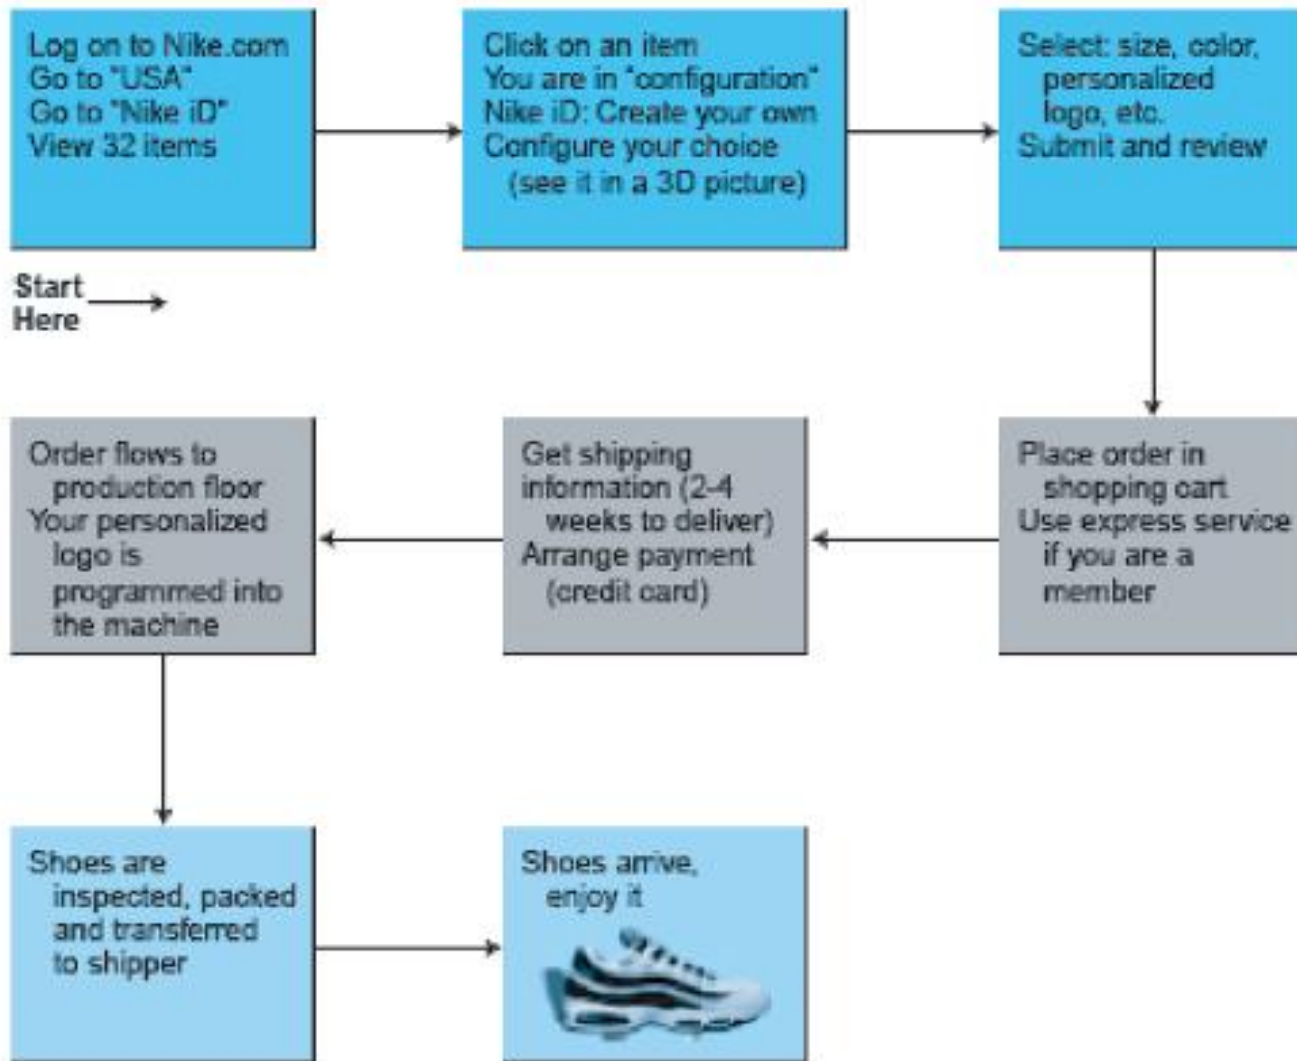 Log on to Nike.com
Go to "USA"
Go to "Nike iD"
View 32 items
Click on an item
You are in "configuration"
Nike iD: Create your own
Configure your choice
(see it in a 3D picture)
Select: size, color,
personalized
logo, etc.
Submit and review
Start
Here
Place order in
shopping cart
Use express service
if you are a
member
Get shipping
information (2-4
weeks to deliver)
Arrange payment
(credit card)
Order flows to
production floor
Your personalized
logo is
programmed into
the machine
Shoes are
inspected, packed
and transferred
to shipper
Shoes arrive,
enjoy it